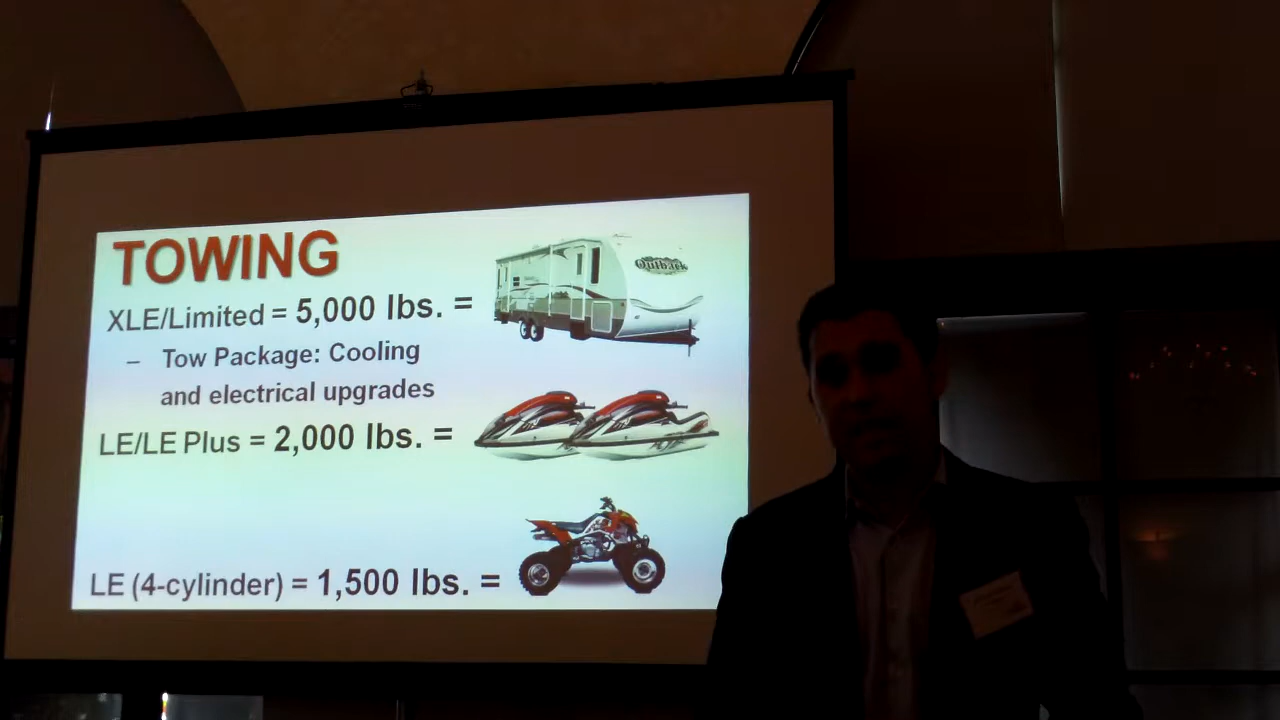 TOWING
XLE/Limited = 5,000 lbs. =
Outback
– Tow Package: Cooling
and electrical upgrades
LE/LE Plus = 2,000 lbs. =
LE (4-cylinder) = 1,500 lbs. =